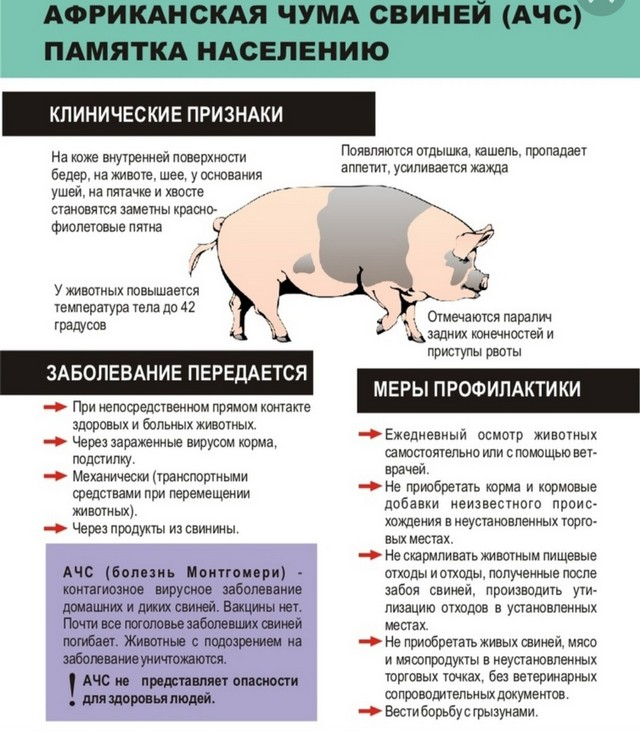 АФРИКАНСКАЯ ЧУМА СВИНЕЙ (АЧС)
ПАМЯТКА НАСЕЛЕНИЮ
КЛИНИЧЕСКИЕ ПРИЗНАКИ
На коже внутренней поверхности
бедер, на животе, шее, у основания
ушей, на пятачке и хвосте
становятся заметны красно-
фиолетовые пятна
Появляются отдышка, кашель, пропадает
аппетит, усиливается жажда
У животных повышается
температура тела до 42
градусов
Отмечаются паралич
задних конечностей и
приступы рвоты
ЗАБОЛЕВАНИЕ ПЕРЕДАЕТСЯ
При непосредственном прямом контакте
здоровых и больных животных.
Через зараженные вирусом корма,
подстилку.
Механически (транспортными
средствами при перемещении
животных).
Через продукты из свинины.
АЧС (болезнь Монтгомери) -
контагиозное вирусное заболевание
домашних и диких свиней. Вакцины нет.
Почти все поголовье заболевших свиней
погибает. Животные с подозрением на
заболевание уничтожаются.
! АЧС не представляет опасности
для здоровья людей.
МЕРЫ ПРОФИЛАКТИКИ
Ежедневный осмотр животных
самостоятельно или с помощью вет-
врачей.
Не приобретать корма и кормовые
добавки неизвестного проис-
хождения в неустановленных торго-
вых местах.
Не скармливать животным пищевые
отходы и отходы, полученные после
забоя свиней, производить ути-
лизацию отходов в установленных
местах.
Не приобретать живых свиней, мясо
и мясопродукты в неустановленных
торговых точках, без ветеринарных
сопроводительных документов.
Вести борьбу с грызунами.